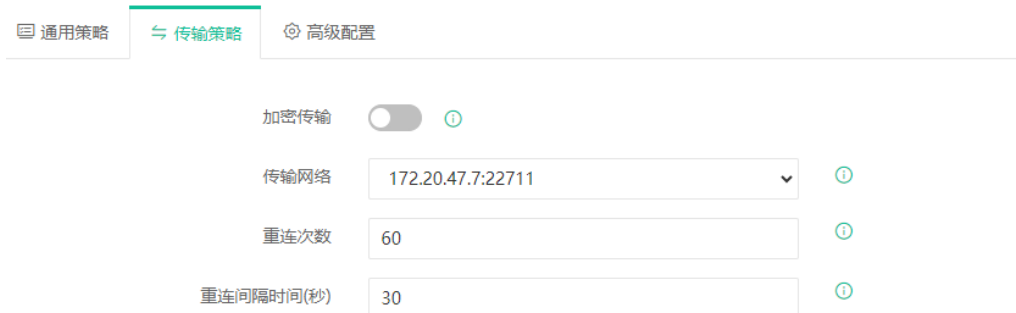 通用策略 传输策略 高级配置
加密传输
传输网络 172.20.47.7:22711
重连次数 60
重连间隔时间(秒) 30